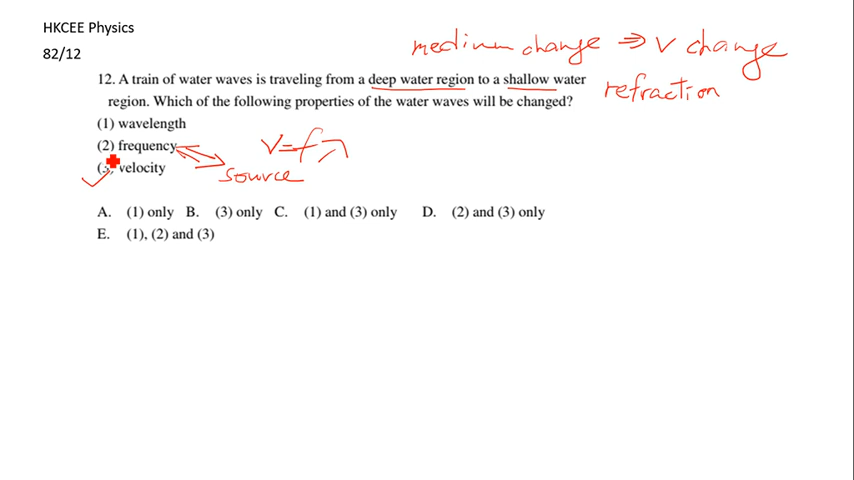 HKCEE Physics
82/12
medium change ⇒ v change
refraction
12. A train of water waves is traveling from a deep water region to a shallow water
region. Which of the following properties of the water waves will be changed?
(1) wavelength
(2) frequency
v=fλ
source
(3) velocity
A. (1) only B. (3) only C. (1) and (3) only D. (2) and (3) only
E. (1), (2) and (3)